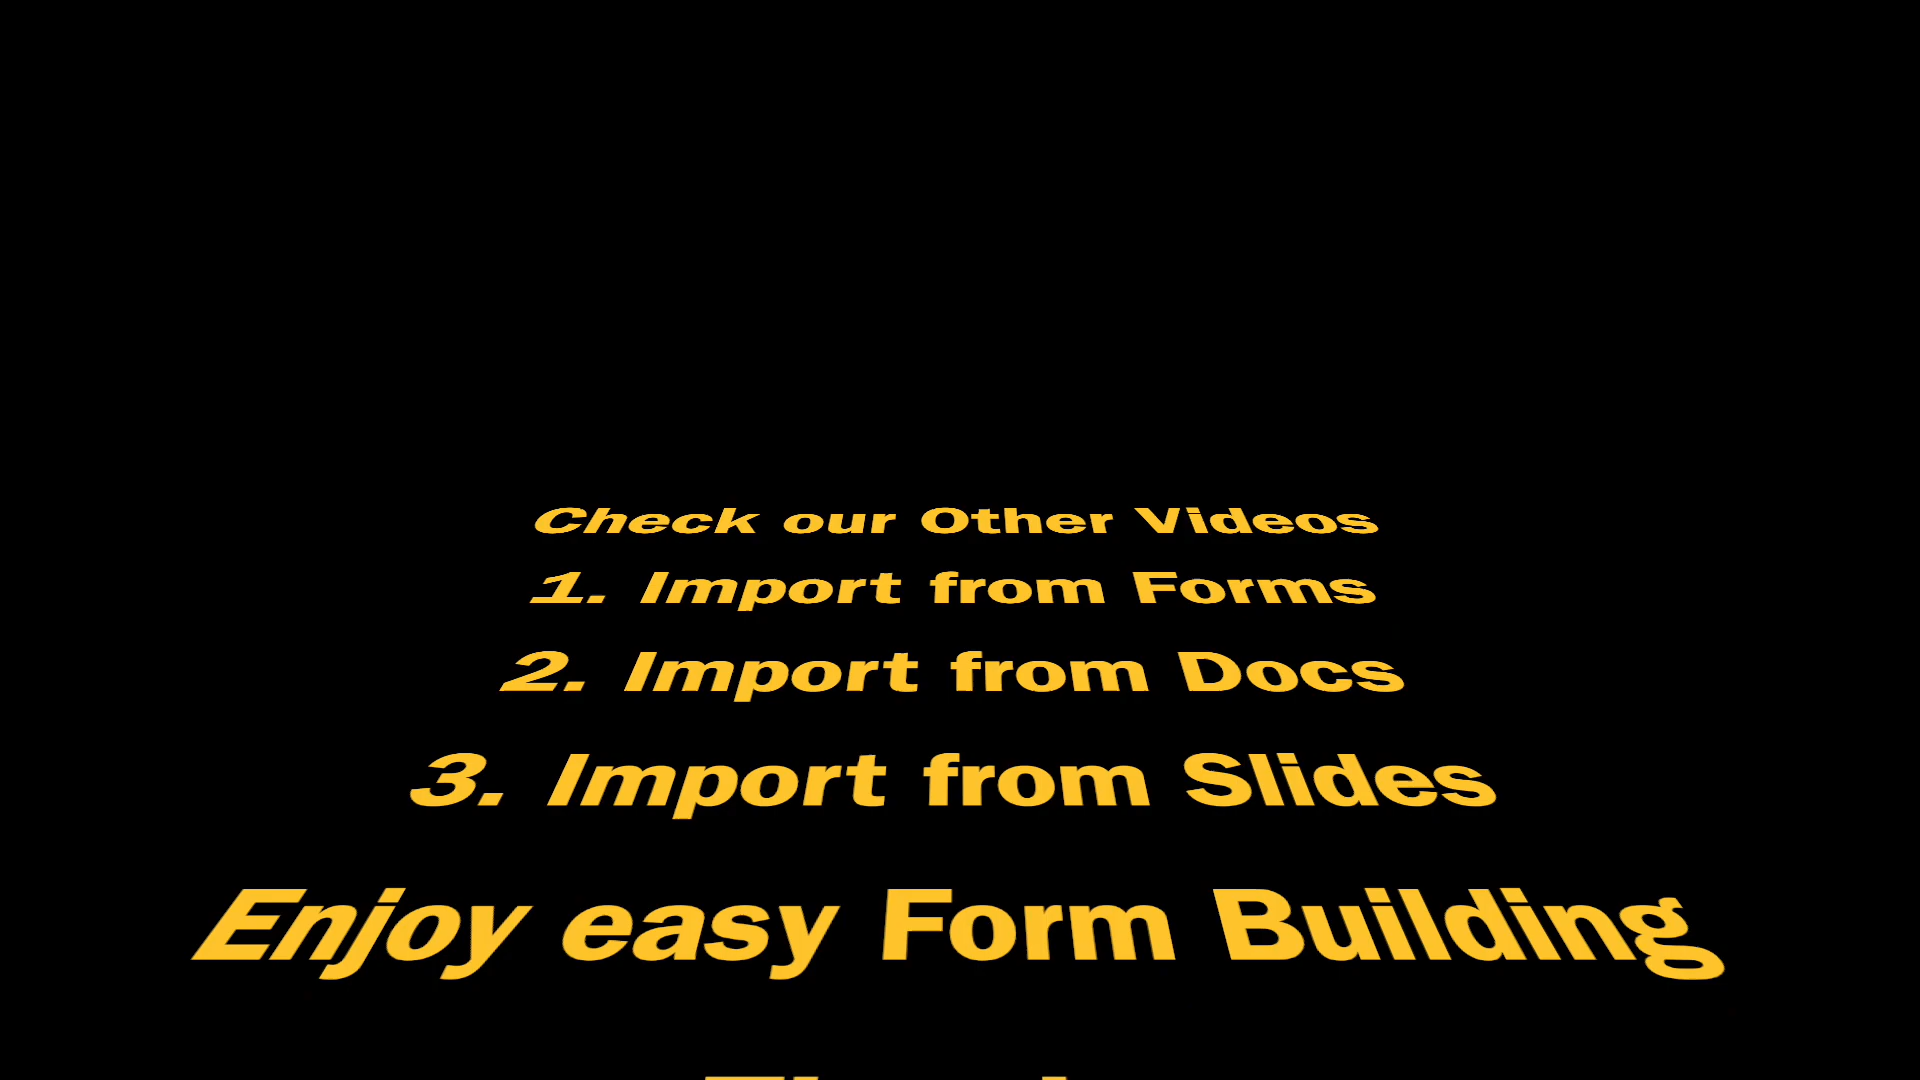 Check our Other Videos
1. Import from Forms
2. Import from Docs
3. Import from Slides
Enjoy easy Form Building